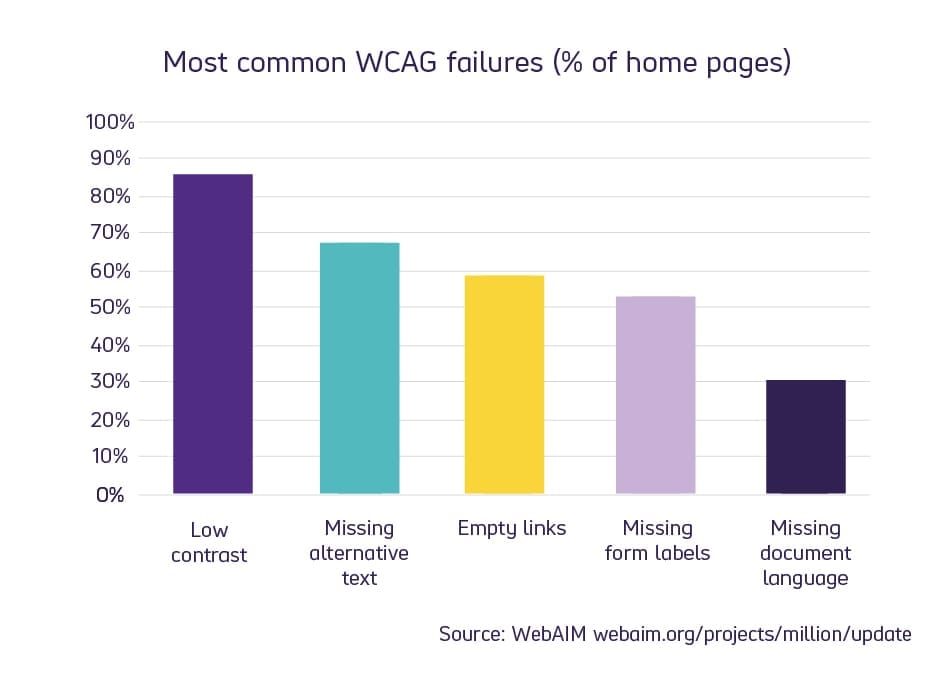 Most common WCAG failures (% of home pages)
100%
90%
80%
70%
60%
50%
40%
30%
20%
10%
0%
Low
contrast
Missing
alternative
text
Empty links
Missing
form labels
Missing
document
language
Source: WebAIM webaim.org/projects/million/update